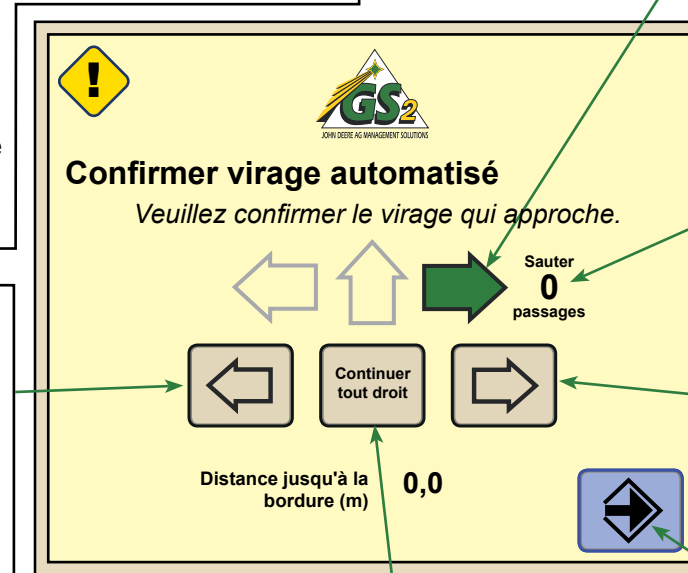 !
GS2
JOHN DEERE AG MANAGEMENT SOLUTIONS
Confirmer virage automatisé
Veuillez confirmer le virage qui approche.
Sauter
0
passages
Continuer
tout droit
Distance jusqu'à la
bordure (m)
0,0